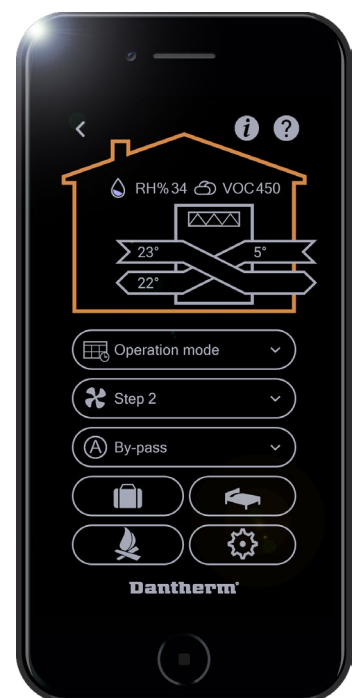 i ?
RH% 34 VOC 450
23° 5°
22°
Operation mode
Step 2
A By-pass
Dantherm®